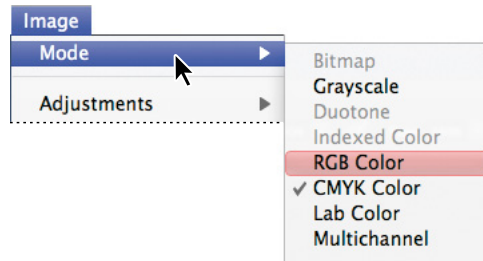 Image
Mode
Adjustments
Bitmap
Grayscale
Duotone
Indexed Color
RGB Color
✓ CMYK Color
Lab Color
Multichannel